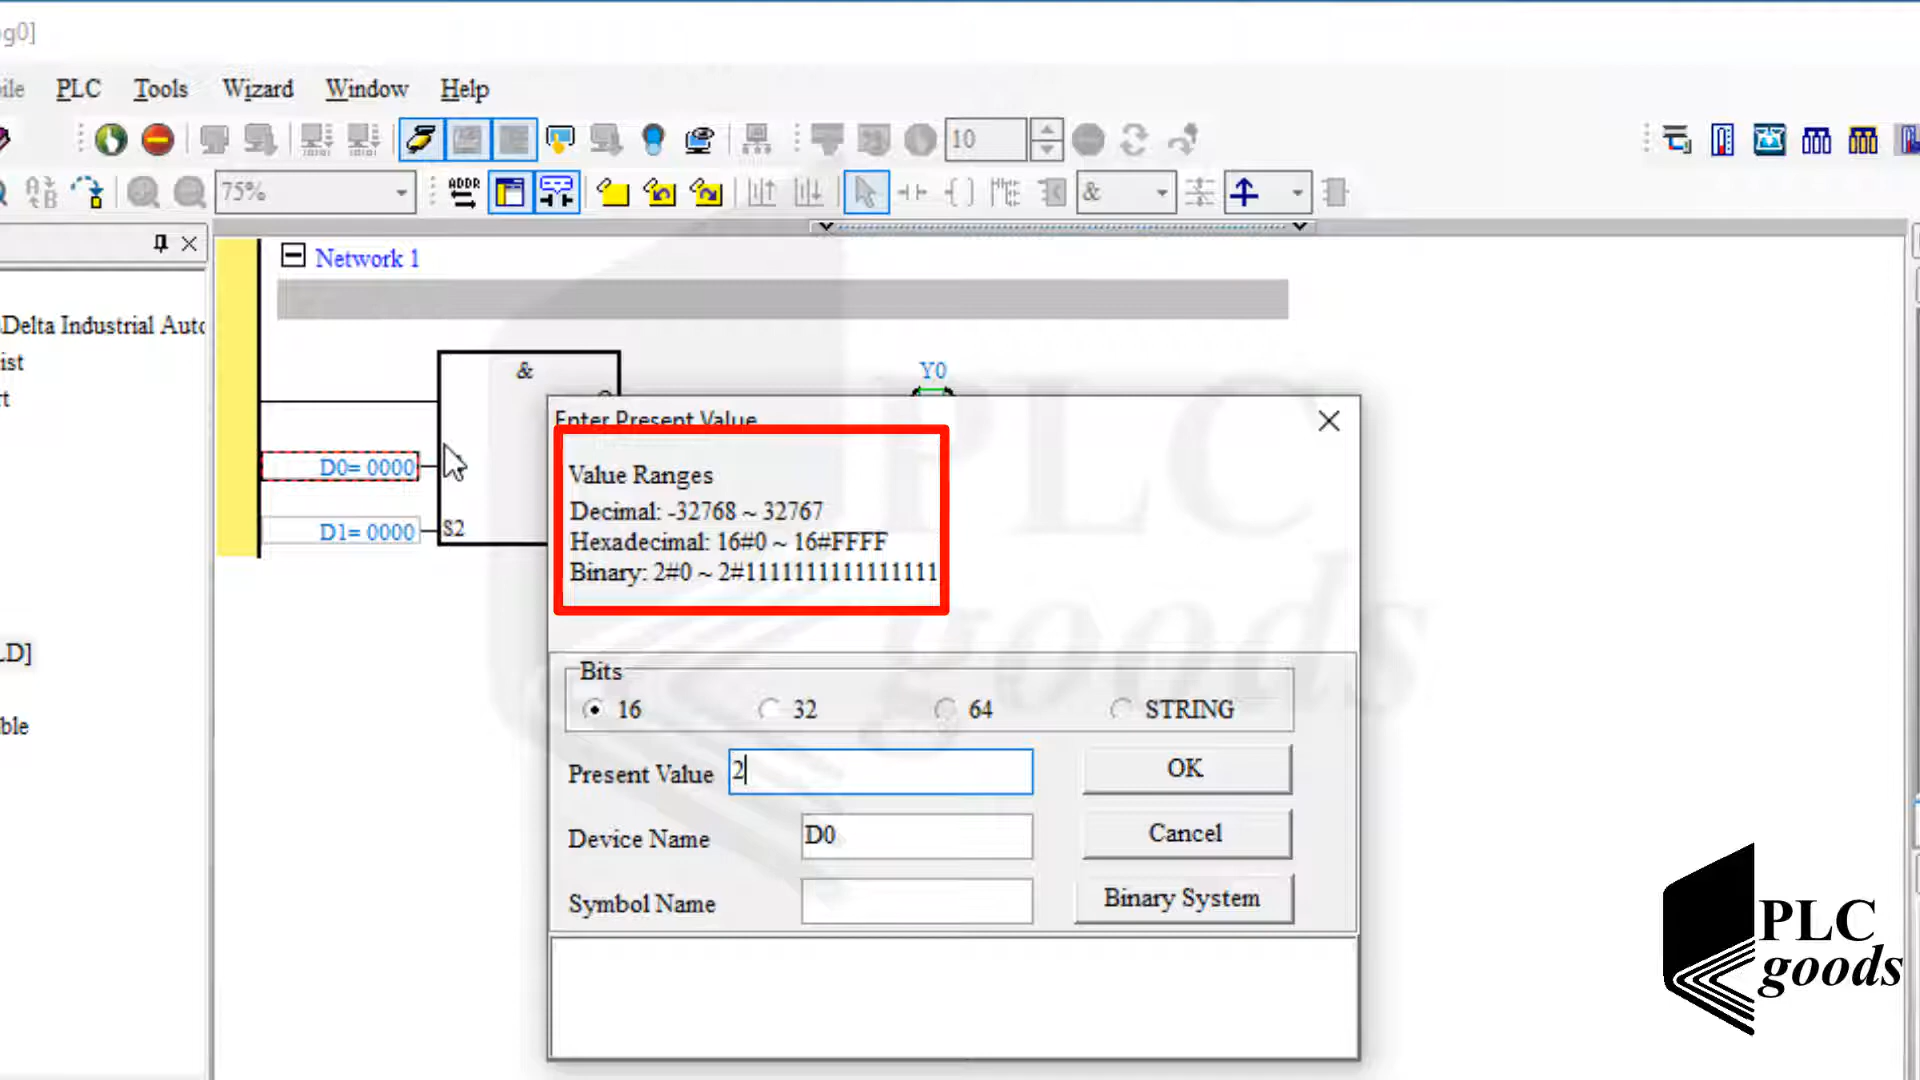 g0]
ile PLC Tools Wizard Window Help
10
75%
ADDR
&
Network 1
Delta Industrial Auto
ist
rt
LD]
ble
&
Y0
D0= 0000
D1= 0000
S2
Enter Present Value
Value Ranges
Decimal: -32768 ~ 32767
Hexadecimal: 16#0 ~ 16#FFFF
Binary: 2#0 ~ 2#1111111111111111
Bits
16 32 64 STRING
Present Value 2 OK
Device Name D0 Cancel
Symbol Name Binary System
PLC
goods
PLC
goods